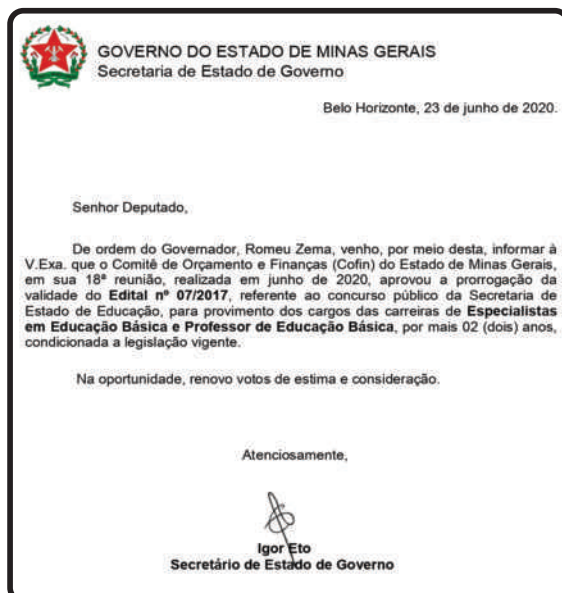 GOVERNO DO ESTADO DE MINAS GERAIS
Secretaria de Estado de Governo
Belo Horizonte, 23 de junho de 2020.
Senhor Deputado,
De ordem do Governador, Romeu Zema, venho, por meio desta, informar à
V.Exa. que o Comitê de Orçamento e Finanças (Cofin) do Estado de Minas Gerais,
em sua 18ª reunião, realizada em junho de 2020, aprovou a prorrogação da
validade do Edital nº 07/2017, referente ao concurso público da Secretaria de
Estado de Educação, para provimento dos cargos das carreiras de Especialistas
em Educação Básica e Professor de Educação Básica, por mais 02 (dois) anos,
condicionada a legislação vigente.
Na oportunidade, renovo votos de estima e consideração.
Atenciosamente,
Igor Eto
Secretário de Estado de Governo